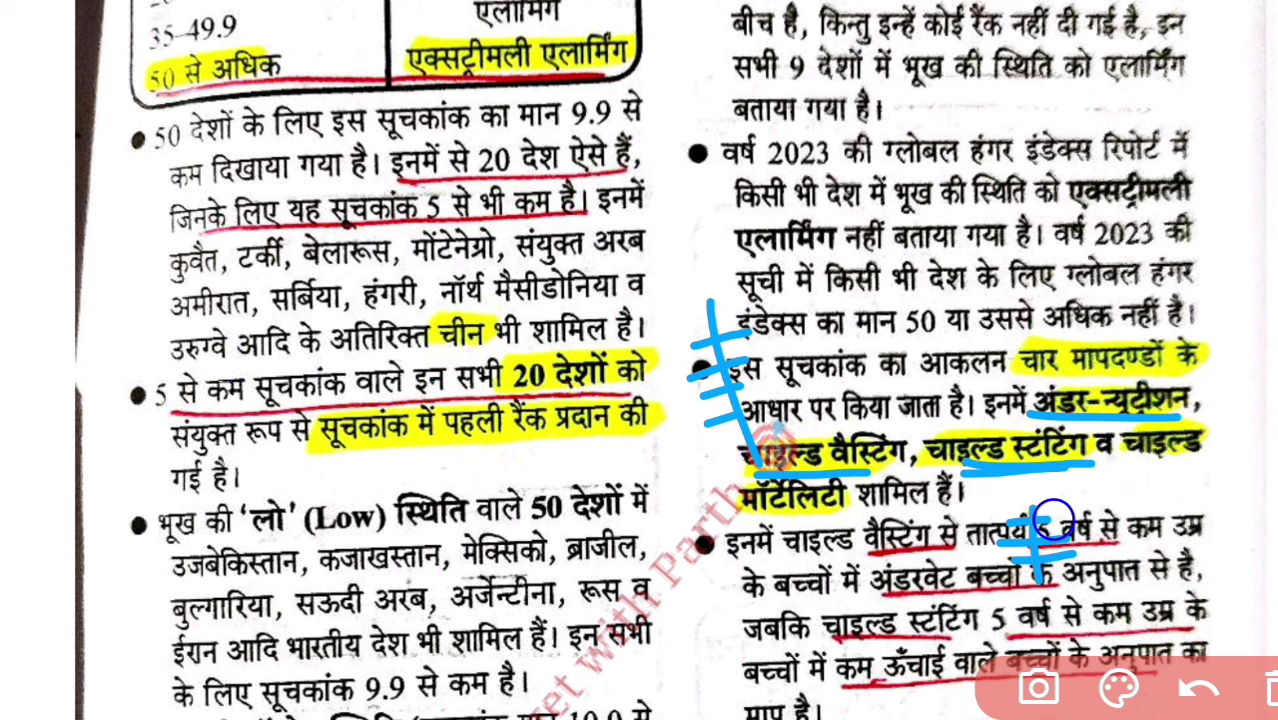 35-49.9
एलार्मिंग
50 से अधिक
एक्सट्रीमली एलार्मिंग
● 50 देशों के लिए इस सूचकांक का मान 9.9 से
कम दिखाया गया है। इनमें से 20 देश ऐसे हैं,
जिनके लिए यह सूचकांक 5 से भी कम है। इनमें
कुवैत, टर्की, बेलारूस, मोंटेनेग्रो, संयुक्त अरब
अमीरात, सर्बिया, हंगरी, नॉर्थ मैसीडोनिया व
उरुग्वे आदि के अतिरिक्त चीन भी शामिल है।
● 5 से कम सूचकांक वाले इन सभी 20 देशों को
संयुक्त रूप से सूचकांक में पहली रैंक प्रदान की
गई है।
● भूख की 'लो' (Low) स्थिति वाले 50 देशों में
उजबेकिस्तान, कजाखस्तान, मेक्सिको, ब्राजील,
बुल्गारिया, सऊदी अरब, अर्जेन्टीना, रूस व
ईरान आदि भारतीय देश भी शामिल हैं। इन सभी
के लिए सूचकांक 9.9 से कम है।
बीच है, किन्तु इन्हें कोई रैंक नहीं दी गई है, इन
सभी 9 देशों में भूख की स्थिति को एलार्मिंग
बताया गया है।
● वर्ष 2023 की ग्लोबल हंगर इंडेक्स रिपोर्ट में
किसी भी देश में भूख की स्थिति को एक्सट्रीमली
एलार्मिंग नहीं बताया गया है। वर्ष 2023 की
सूची में किसी भी देश के लिए ग्लोबल हंगर
इंडेक्स का मान 50 या उससे अधिक नहीं है।
● इस सूचकांक का आकलन चार मापदण्डों के
आधार पर किया जाता है। इनमें अंडर-न्यूट्रीशन,
चाइल्ड वैस्टिंग, चाइल्ड स्टंटिंग व चाइल्ड
मॉर्टेलिटी शामिल हैं।
● इनमें चाइल्ड वैस्टिंग से तात्पर्य 5 वर्ष से कम उम्र
के बच्चों में अंडरवेट बच्चों के अनुपात से है,
जबकि चाइल्ड स्टंटिंग 5 वर्ष से कम उम्र के
बच्चों में कम ऊँचाई वाले बच्चों के अनुपात का
माप है।
with Parth